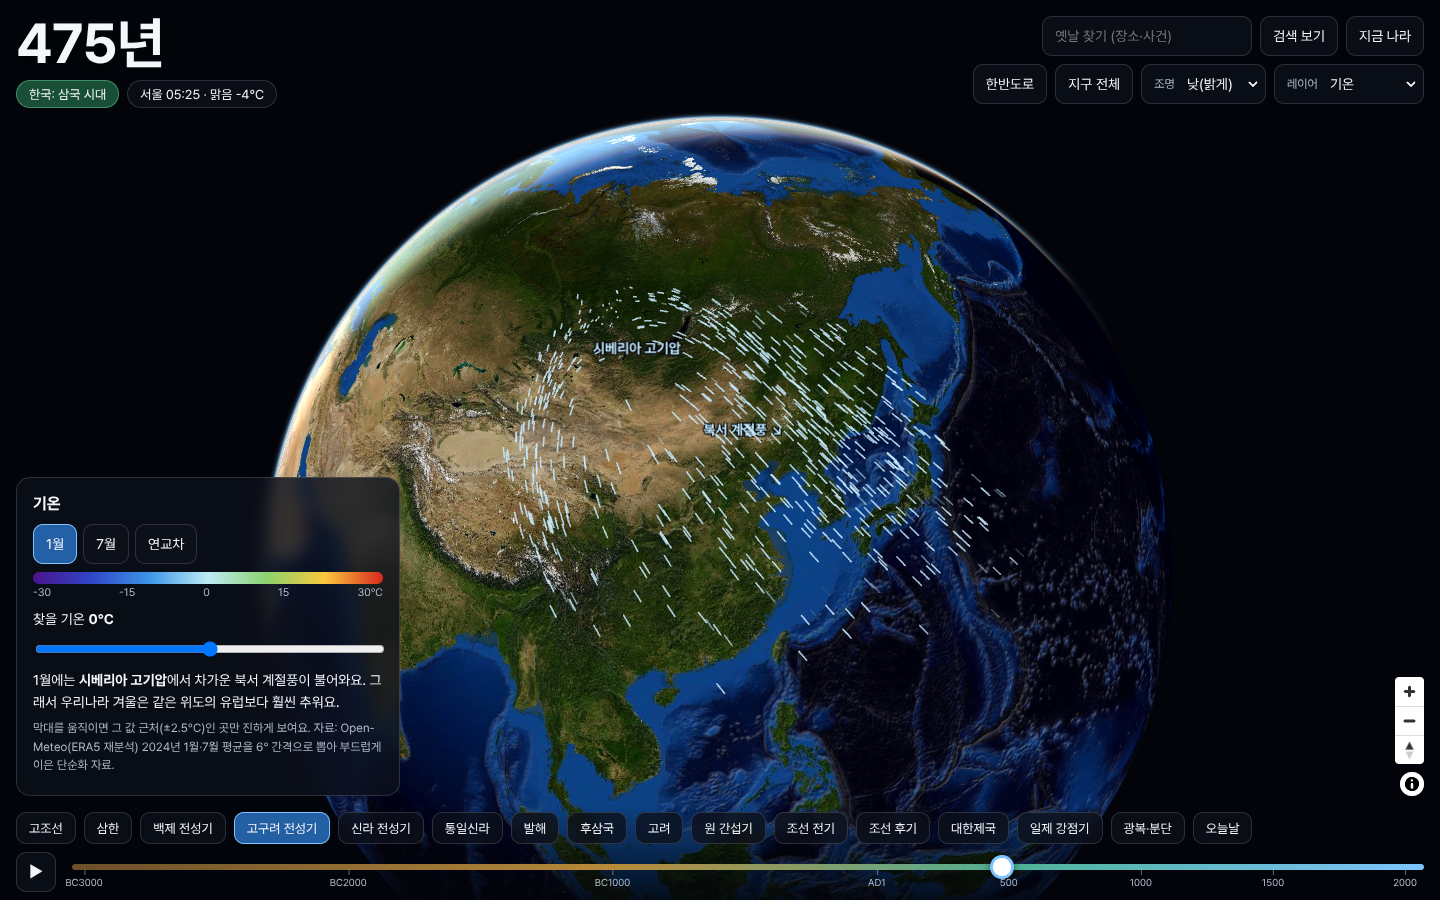 475년
한국: 삼국 시대
서울 05:25 · 맑음 -4°C
옛날 찾기 (장소·사건)
검색 보기
지금 나라
한반도로
지구 전체
조명 낮(밝게)
레이어 기온
시베리아 고기압
북서 계절풍 ↘
기온
1월
7월
연교차
-30 -15 0 15 30°C
찾을 기온 0°C
1월에는 시베리아 고기압에서 차가운 북서 계절풍이 불어와요. 그
래서 우리나라 겨울은 같은 위도의 유럽보다 훨씬 추워요.
막대를 움직이면 그 값 근처(±2.5°C)인 곳만 진하게 보여요. 자료: Open-
Meteo(ERA5 재분석) 2024년 1월·7월 평균을 6° 간격으로 뽑아 부드럽게
이은 단순화 자료.
고조선
삼한
백제 전성기
고구려 전성기
신라 전성기
통일신라
발해
후삼국
고려
원 간섭기
조선 전기
조선 후기
대한제국
일제 강점기
광복·분단
오늘날
BC3000 BC2000 BC1000 AD1 500 1000 1500 2000